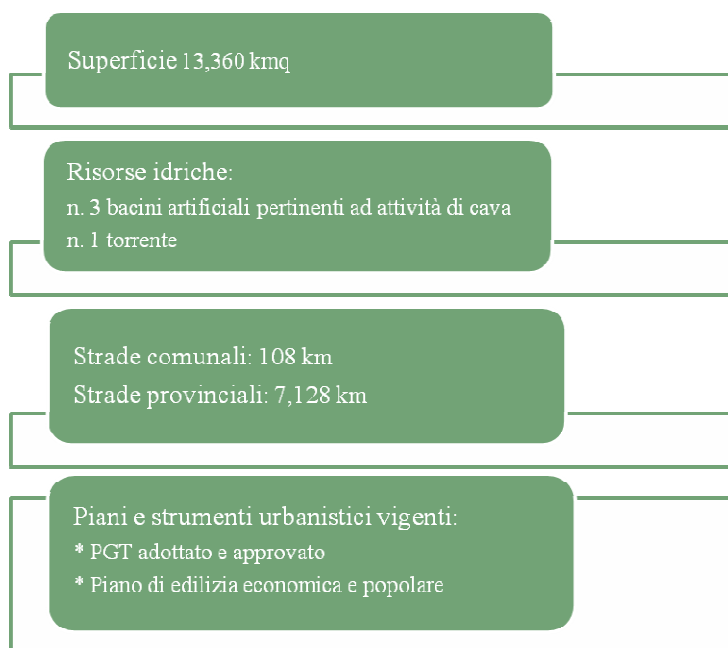 Superficie 13,360 kmq
Risorse idriche:
n. 3 bacini artificiali pertinenti ad attività di cava
n. 1 torrente
Strade comunali: 108 km
Strade provinciali: 7,128 km
Piani e strumenti urbanistici vigenti:
* PGT adottato e approvato
* Piano di edilizia economica e popolare